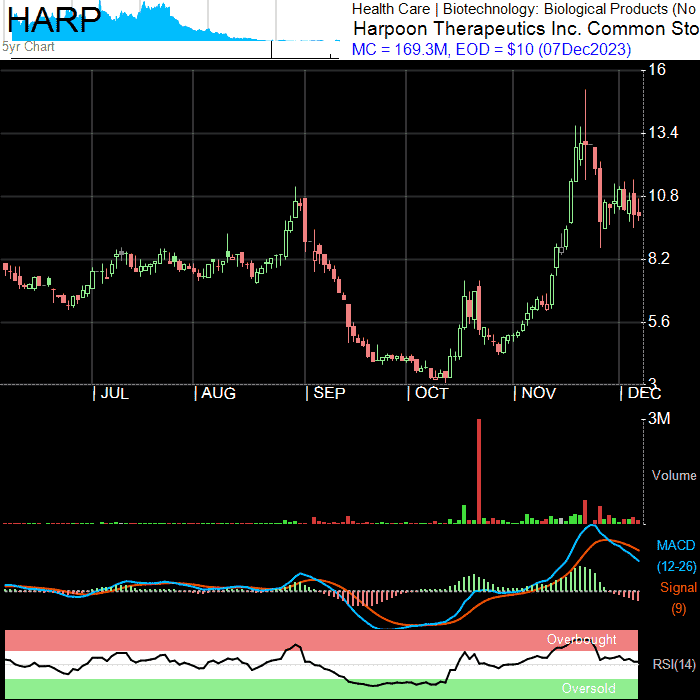 HARP
5yr Chart
Health Care | Biotechnology: Biological Products (No
Harpoon Therapeutics Inc. Common Sto
MC = 169.3M, EOD = $10 (07Dec2023)
16
13.4
10.8
8.2
5.6
3
JUL AUG SEP OCT NOV DEC
3M
Volume
MACD
(12-26)
Signal
(9)
Overbought
RSI(14)
Oversold